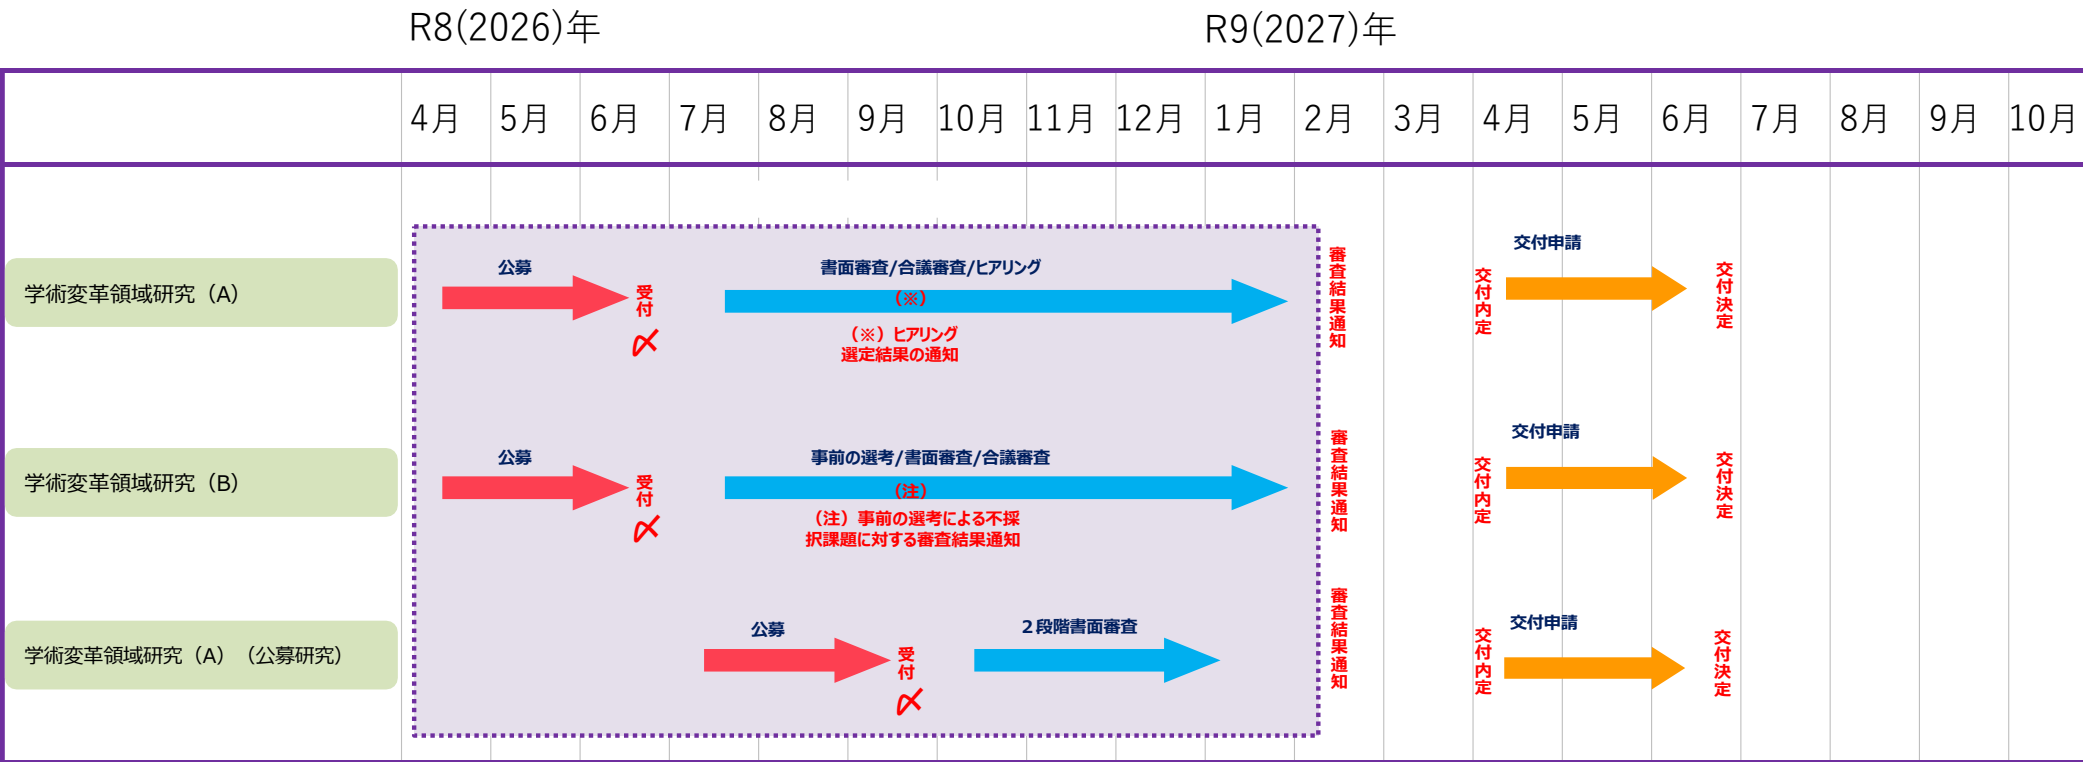 R8(2026)年
R9(2027)年
4月 5月 6月 7月 8月 9月 10月 11月 12月 1月 2月 3月 4月 5月 6月 7月 8月 9月 10月
学術変革領域研究（A）
公募
受付
〆
書面審査/合議審査/ヒアリング
（※）
（※）ヒアリング
選定結果の通知
審査結果通知
交付内定
交付申請
交付決定
学術変革領域研究（B）
公募
受付
〆
事前の選考/書面審査/合議審査
（注）
（注）事前の選考による不採
択課題に対する審査結果通知
審査結果通知
交付内定
交付申請
交付決定
学術変革領域研究（A）（公募研究）
公募
受付
〆
２段階書面審査
審査結果通知
交付内定
交付申請
交付決定